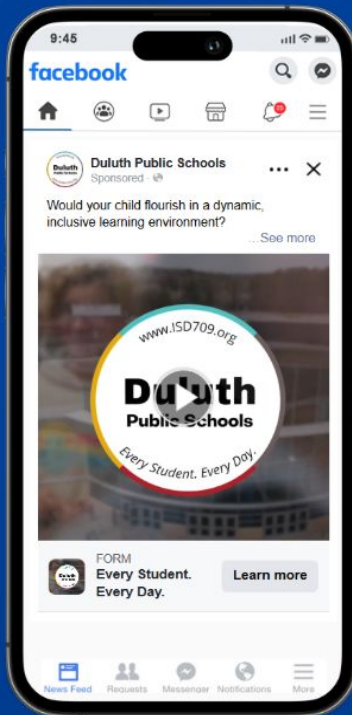 9:45
facebook
25
Duluth Public Schools
Sponsored ·
Would your child flourish in a dynamic,
inclusive learning environment?
...See more
www.ISD709.org
Duluth
Public Schools
Every Student. Every Day.
FORM
Every Student.
Every Day.
Learn more
News Feed
Requests
Messenger
Notifications
More